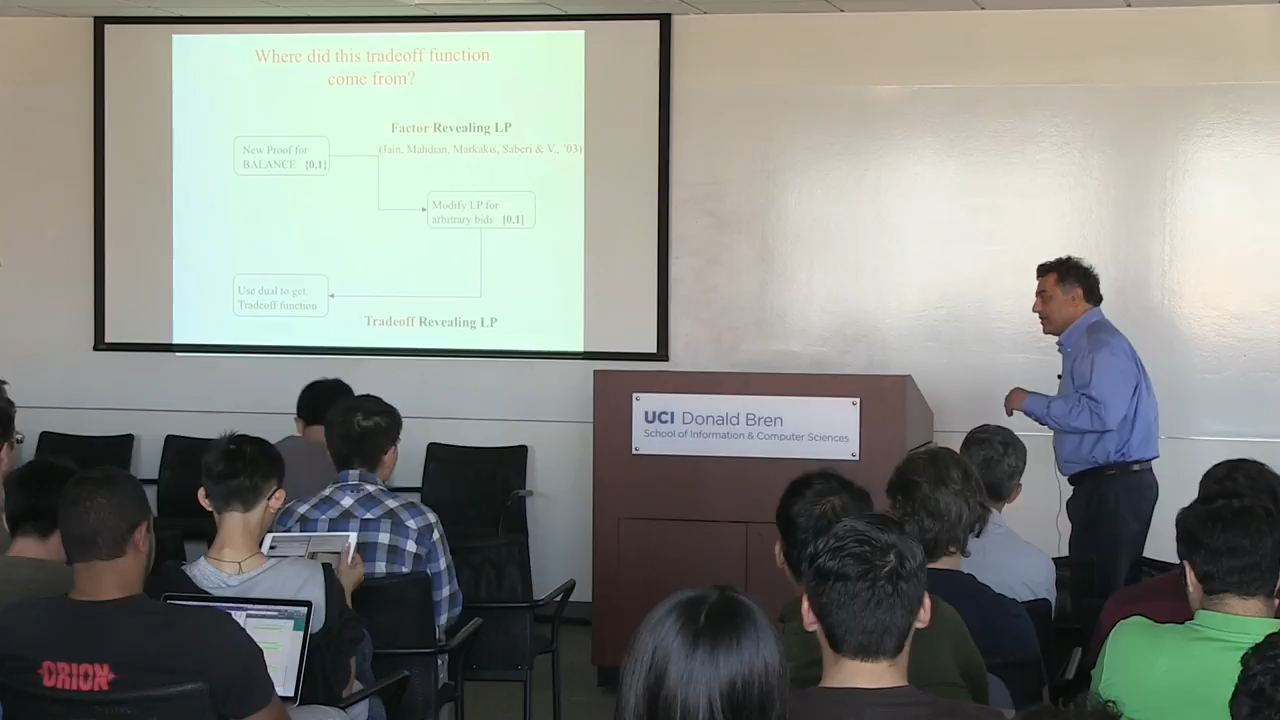 Where did this tradeoff function
come from?
Factor Revealing LP
(Jain, Mahdian, Markakis, Saberi & V., '03)
New Proof for
BALANCE {0,1}
Modify LP for
arbitrary bids [0,1]
Use dual to get
Tradeoff function
Tradeoff Revealing LP
UCI Donald Bren
School of Information & Computer Sciences
ORION